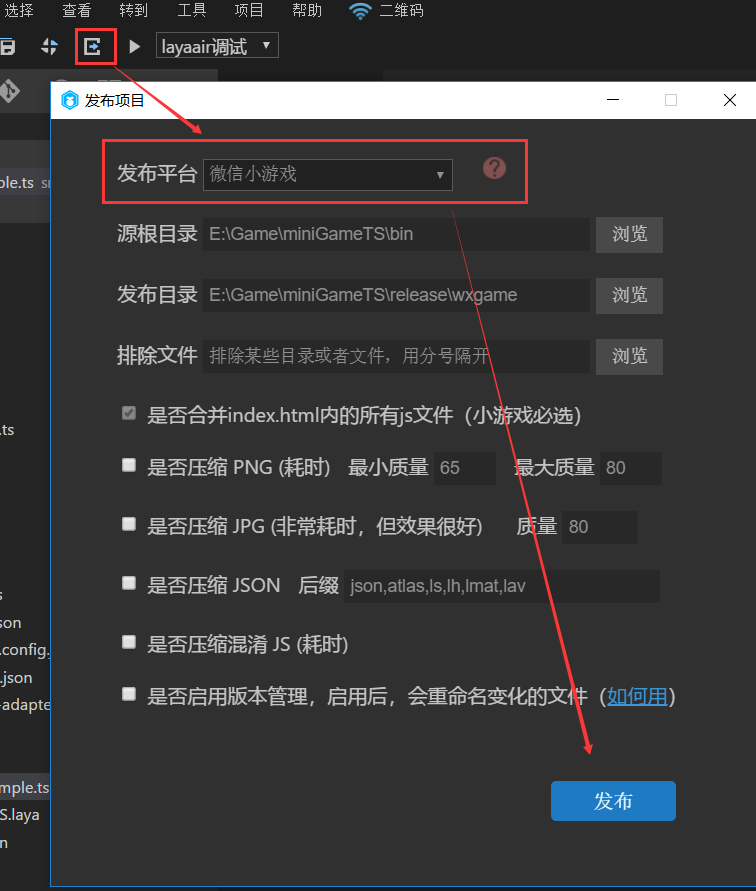 选择 查看 转到 工具 项目 帮助 二维码
layaair调试
发布项目
ple.ts
发布平台 微信小游戏
源根目录 E:\Game\miniGameTS\bin 浏览
发布目录 E:\Game\miniGameTS\release\wxgame 浏览
排除文件 排除某些目录或者文件，用分号隔开 浏览
是否合并index.html内的所有js文件（小游戏必选）
.ts
是否压缩 PNG (耗时) 最小质量 65 最大质量 80
是否压缩 JPG (非常耗时，但效果很好) 质量 80
是否压缩 JSON 后缀 json,atlas,ls,lh,lmat,lav
s
son
是否压缩混淆 JS (耗时)
.config.
.json
是否启用版本管理，启用后，会重命名变化的文件（如何用）
-adapte
mple.ts
发布
S.laya
n